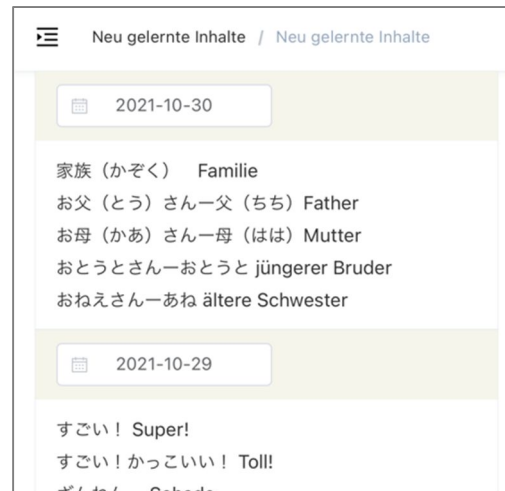 Neu gelernte Inhalte / Neu gelernte Inhalte
2021-10-30
家族（かぞく） Familie
お父（とう）さんー父（ちち）Father
お母（かあ）さんー母（はは）Mutter
おとうとさんーおとうと jüngerer Bruder
おねえさんーあね ältere Schwester
2021-10-29
すごい！ Super!
すごい！かっこいい！ Toll!